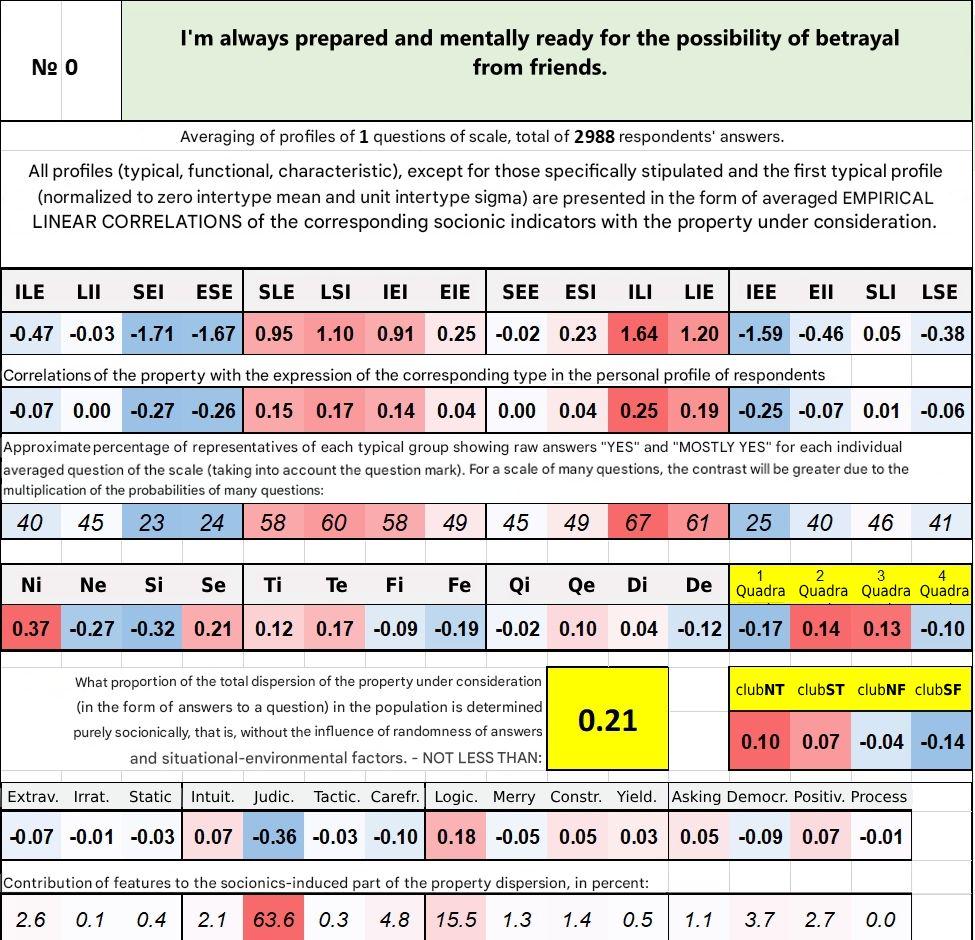 № 0
I'm always prepared and mentally ready for the possibility of betrayal
from friends.
Averaging of profiles of 1 questions of scale, total of 2988 respondents' answers.
All profiles (typical, functional, characteristic), except for those specifically stipulated and the first typical profile
(normalized to zero intertype mean and unit intertype sigma) are presented in the form of averaged EMPIRICAL
LINEAR CORRELATIONS of the corresponding socionic indicators with the property under consideration.
ILE LII SEI ESE SLE LSI IEI EIE SEE ESI ILI LIE IEE EII SLI LSE
-0.47 -0.03 -1.71 -1.67 0.95 1.10 0.91 0.25 -0.02 0.23 1.64 1.20 -1.59 -0.46 0.05 -0.38
Correlations of the property with the expression of the corresponding type in the personal profile of respondents
-0.07 0.00 -0.27 -0.26 0.15 0.17 0.14 0.04 0.00 0.04 0.25 0.19 -0.25 -0.07 0.01 -0.06
Approximate percentage of representatives of each typical group showing raw answers "YES" and "MOSTLY YES" for each individual
averaged question of the scale (taking into account the question mark). For a scale of many questions, the contrast will be greater due to the
multiplication of the probabilities of many questions:
40 45 23 24 58 60 58 49 45 49 67 61 25 40 46 41
Ni Ne Si Se Ti Te Fi Fe Qi Qe Di De 1 Quadra 2 Quadra 3 Quadra 4 Quadra
0.37 -0.27 -0.32 0.21 0.12 0.17 -0.09 -0.19 -0.02 0.10 0.04 -0.12 -0.17 0.14 0.13 -0.10
What proportion of the total dispersion of the property under consideration
(in the form of answers to a question) in the population is determined
purely socionically, that is, without the influence of randomness of answers
and situational-environmental factors. - NOT LESS THAN:
0.21
clubNT clubST clubNF clubSF
0.10 0.07 -0.04 -0.14
Extrav. Irrat. Static Intuit. Judic. Tactic. Carefr. Logic. Merry Constr. Yield. Asking Democr. Positiv. Process
-0.07 -0.01 -0.03 0.07 -0.36 -0.03 -0.10 0.18 -0.05 0.05 0.03 0.05 -0.09 0.07 -0.01
Contribution of features to the socionics-induced part of the property dispersion, in percent:
2.6 0.1 0.4 2.1 63.6 0.3 4.8 15.5 1.3 1.4 0.5 1.1 3.7 2.7 0.0